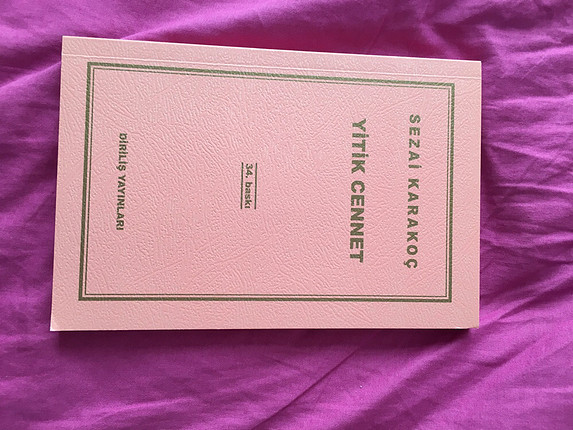 SEZAİ KARAKOÇ
YİTİK CENNET
34. baskı
DİRİLİŞ YAYINLARI